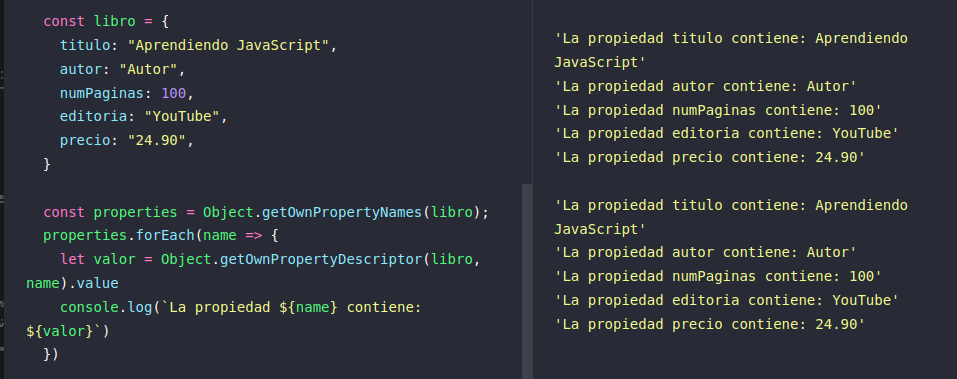 const libro = {
titulo: "Aprendiendo JavaScript",
autor: "Autor",
numPaginas: 100,
editoria: "YouTube",
precio: "24.90",
}
const properties = Object.getOwnPropertyNames(libro);
properties.forEach(name => {
let valor = Object.getOwnPropertyDescriptor(libro,
name).value
console.log(`La propiedad ${name} contiene:
${valor}`)
})
'La propiedad titulo contiene: Aprendiendo
JavaScript'
'La propiedad autor contiene: Autor'
'La propiedad numPaginas contiene: 100'
'La propiedad editoria contiene: YouTube'
'La propiedad precio contiene: 24.90'
'La propiedad titulo contiene: Aprendiendo
JavaScript'
'La propiedad autor contiene: Autor'
'La propiedad numPaginas contiene: 100'
'La propiedad editoria contiene: YouTube'
'La propiedad precio contiene: 24.90'